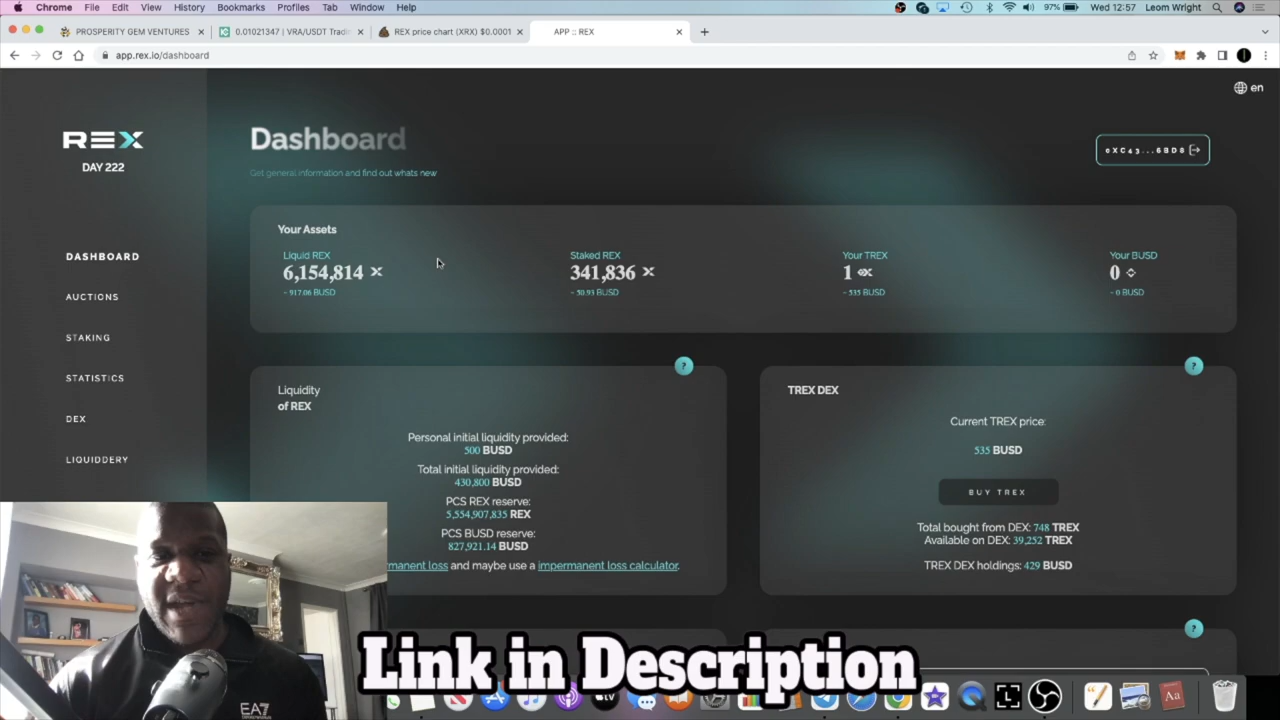 Chrome File Edit View History Bookmarks Profiles Tab Window Help 97% Wed 12:57 Leom Wright
PROSPERITY GEM VENTURES 0.01021347 | VRA/USDT Tradi REX price chart (XRX) $0.0001 APP :: REX
app.rex.io/dashboard
en
REX
DAY 222
Dashboard
Get general information and find out whats new
0XC43...6BD8
DASHBOARD
AUCTIONS
STAKING
STATISTICS
DEX
LIQUIDDERY
Your Assets
Liquid REX Staked REX Your TREX Your BUSD
6,154,814 341,836 1 0
~ 917.06 BUSD ~ 50.93 BUSD ~ 535 BUSD ~ 0 BUSD
?
Liquidity
of REX
Personal initial liquidity provided:
500 BUSD
Total initial liquidity provided:
430,800 BUSD
PCS REX reserve:
5,554,907,835 REX
PCS BUSD reserve:
827,921.14 BUSD
manent loss and maybe use a impermanent loss calculator.
?
TREX DEX
Current TREX price:
535 BUSD
BUY TREX
Total bought from DEX: 748 TREX
Available on DEX: 39,252 TREX
TREX DEX holdings: 429 BUSD
?
Link in Description
EA7